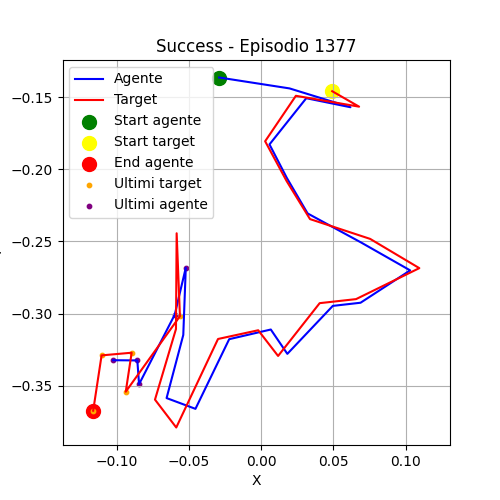 Success - Episodio 1377
Agente
Target
Start agente
Start target
End agente
Ultimi target
Ultimi agente
−0.15
−0.20
−0.25
−0.30
−0.35
−0.10
−0.05
0.00
0.05
0.10
X